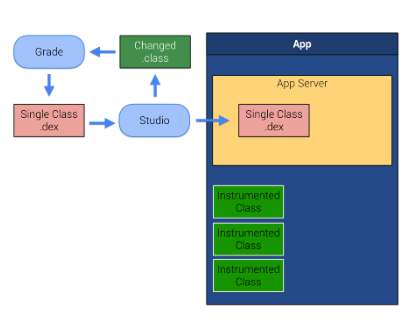 Grade
Changed
.class
App
App Server
Single Class
.dex
Studio
Single Class
.dex
Instrumented
Class
Instrumented
Class
Instrumented
Class